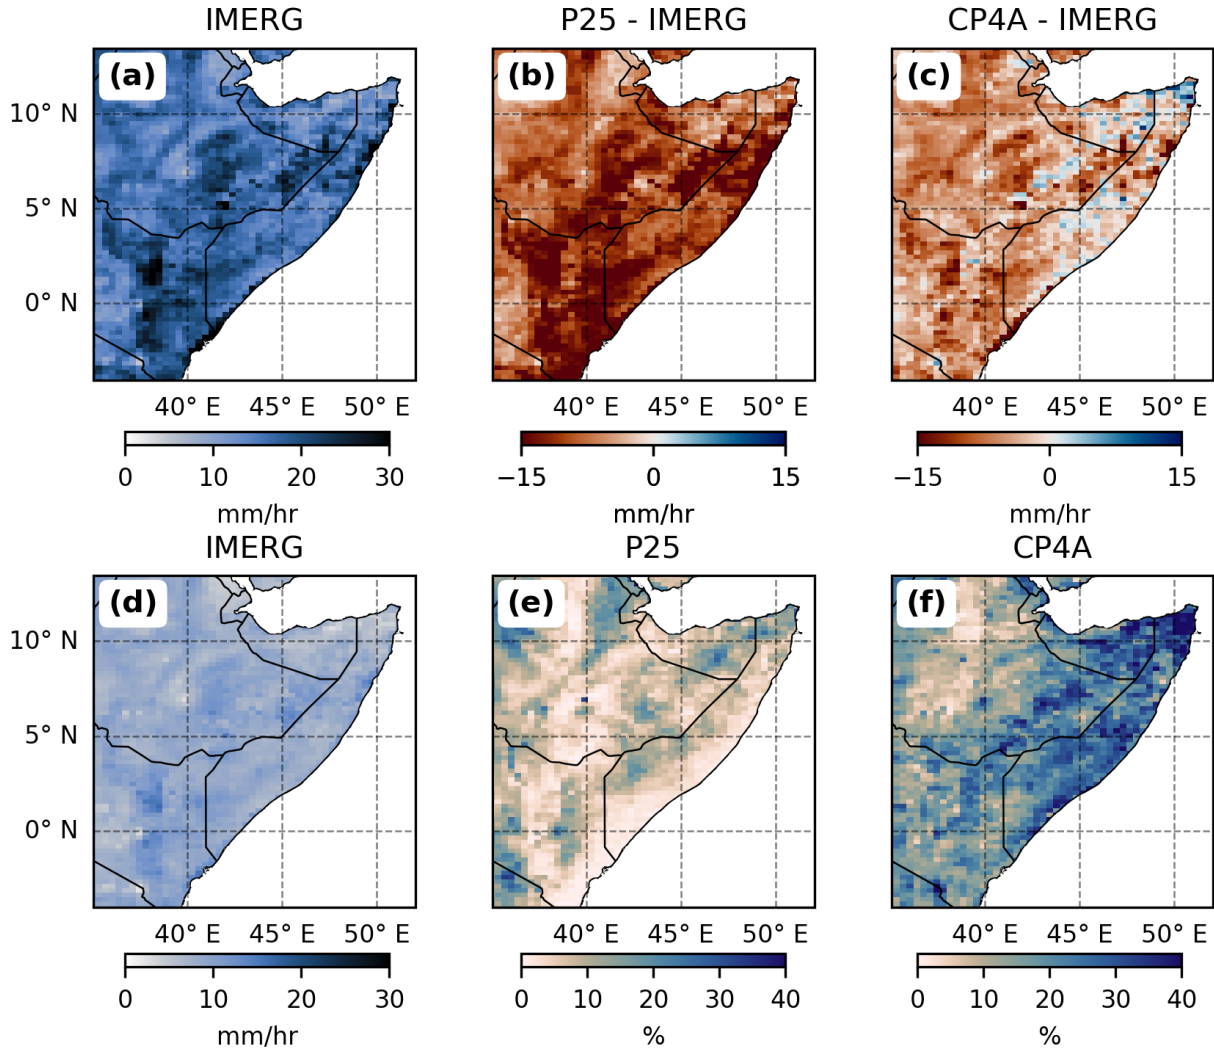 IMERG P25 - IMERG CP4A - IMERG
(a) (b) (c)
10° N
5° N
0° N
40° E 45° E 50° E 40° E 45° E 50° E 40° E 45° E 50° E
0 10 20 30 −15 0 15 −15 0 15
mm/hr mm/hr mm/hr
IMERG P25 CP4A
(d) (e) (f)
10° N
5° N
0° N
40° E 45° E 50° E 40° E 45° E 50° E 40° E 45° E 50° E
0 10 20 30 0 10 20 30 40 0 10 20 30 40
mm/hr % %